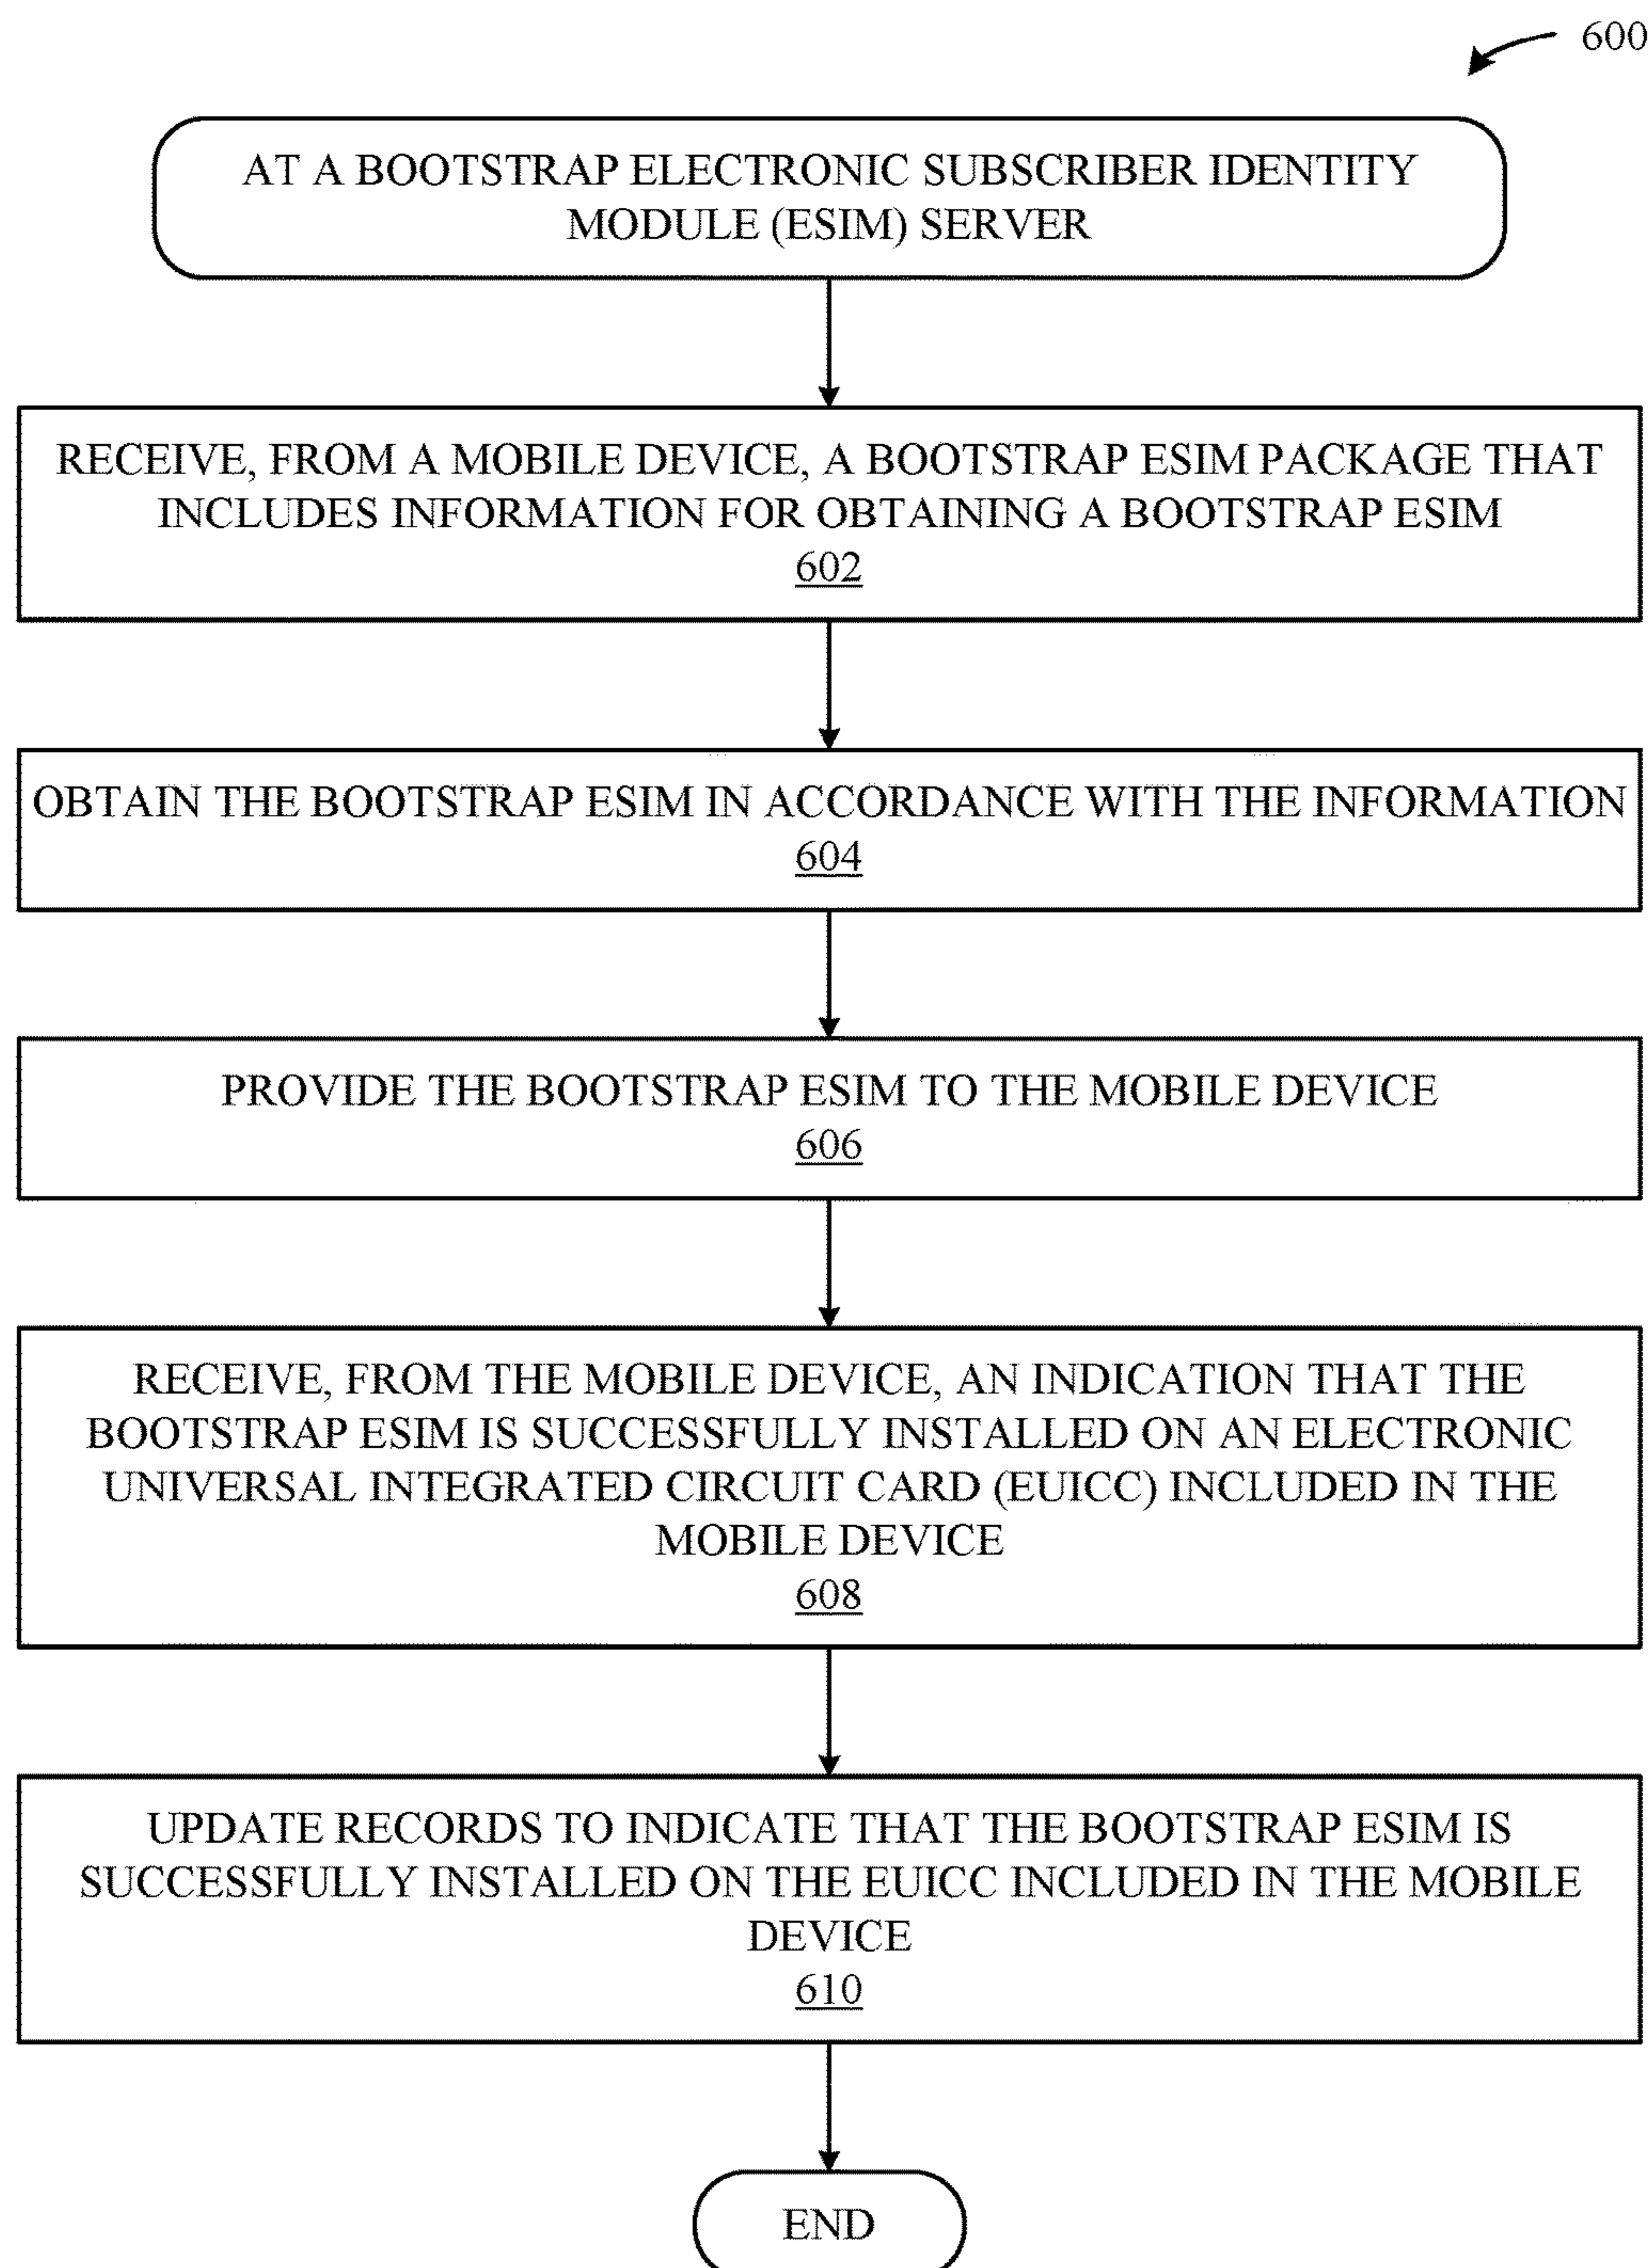 600
AT A BOOTSTRAP ELECTRONIC SUBSCRIBER IDENTITY
MODULE (ESIM) SERVER
RECEIVE, FROM A MOBILE DEVICE, A BOOTSTRAP ESIM PACKAGE THAT
INCLUDES INFORMATION FOR OBTAINING A BOOTSTRAP ESIM
602
OBTAIN THE BOOTSTRAP ESIM IN ACCORDANCE WITH THE INFORMATION
604
PROVIDE THE BOOTSTRAP ESIM TO THE MOBILE DEVICE
606
RECEIVE, FROM THE MOBILE DEVICE, AN INDICATION THAT THE
BOOTSTRAP ESIM IS SUCCESSFULLY INSTALLED ON AN ELECTRONIC
UNIVERSAL INTEGRATED CIRCUIT CARD (EUICC) INCLUDED IN THE
MOBILE DEVICE
608
UPDATE RECORDS TO INDICATE THAT THE BOOTSTRAP ESIM IS
SUCCESSFULLY INSTALLED ON THE EUICC INCLUDED IN THE MOBILE
DEVICE
610
END